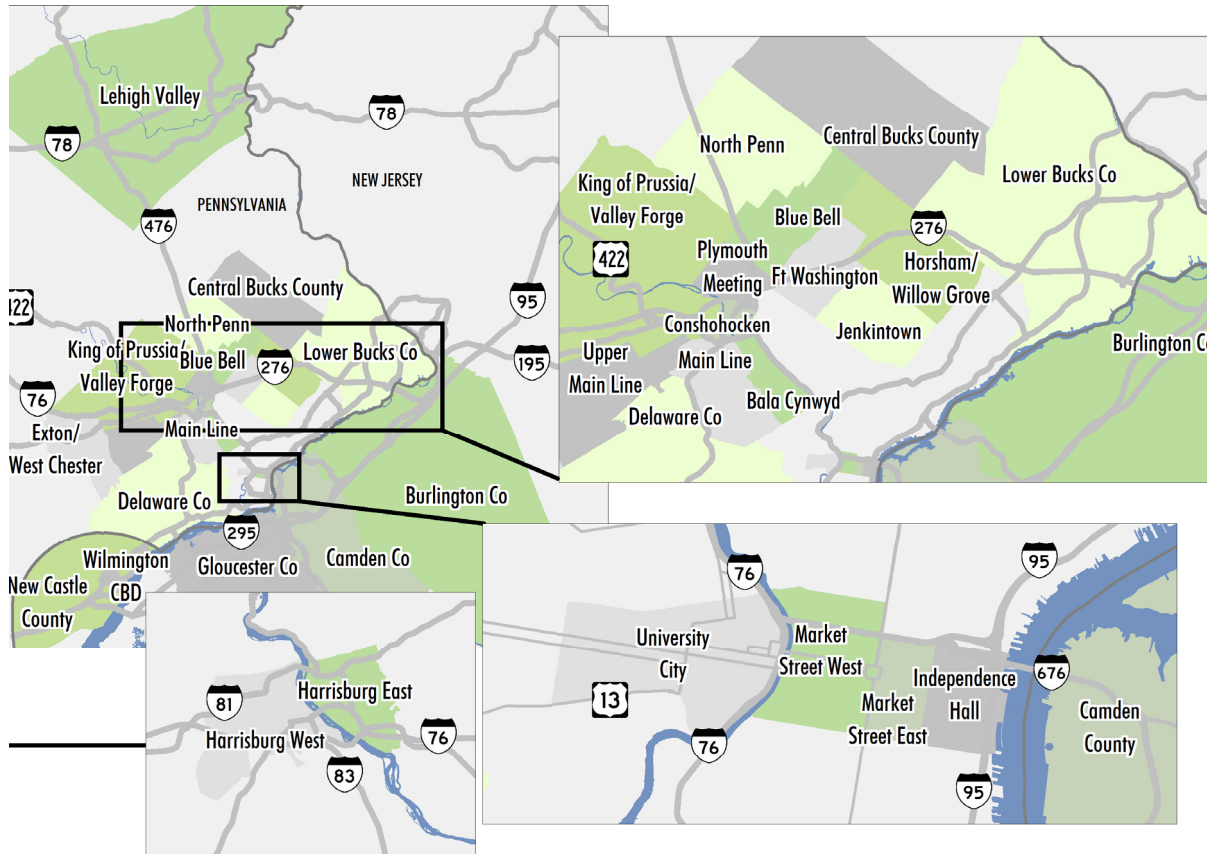 Lehigh Valley
78
78
NEW JERSEY
PENNSYLVANIA
476
Central Bucks County
95
422
North Penn
King of Prussia/
Valley Forge
Blue Bell
276
Lower Bucks Co
195
76
Main Line
Exton/
West Chester
Delaware Co
Burlington Co
295
Wilmington
CBD
Gloucester Co
Camden Co
New Castle
County
North Penn
Central Bucks County
Lower Bucks Co
King of Prussia/
Valley Forge
Blue Bell
276
422
Plymouth
Meeting
Ft Washington
Horsham/
Willow Grove
Conshohocken
Jenkintown
Burlington Co
Upper
Main Line
Main Line
Bala Cynwyd
Delaware Co
Harrisburg East
81
Harrisburg West
76
83
76
95
University
City
Market
Street West
Independence
Hall
676
13
Market
Street East
Camden
County
76
95